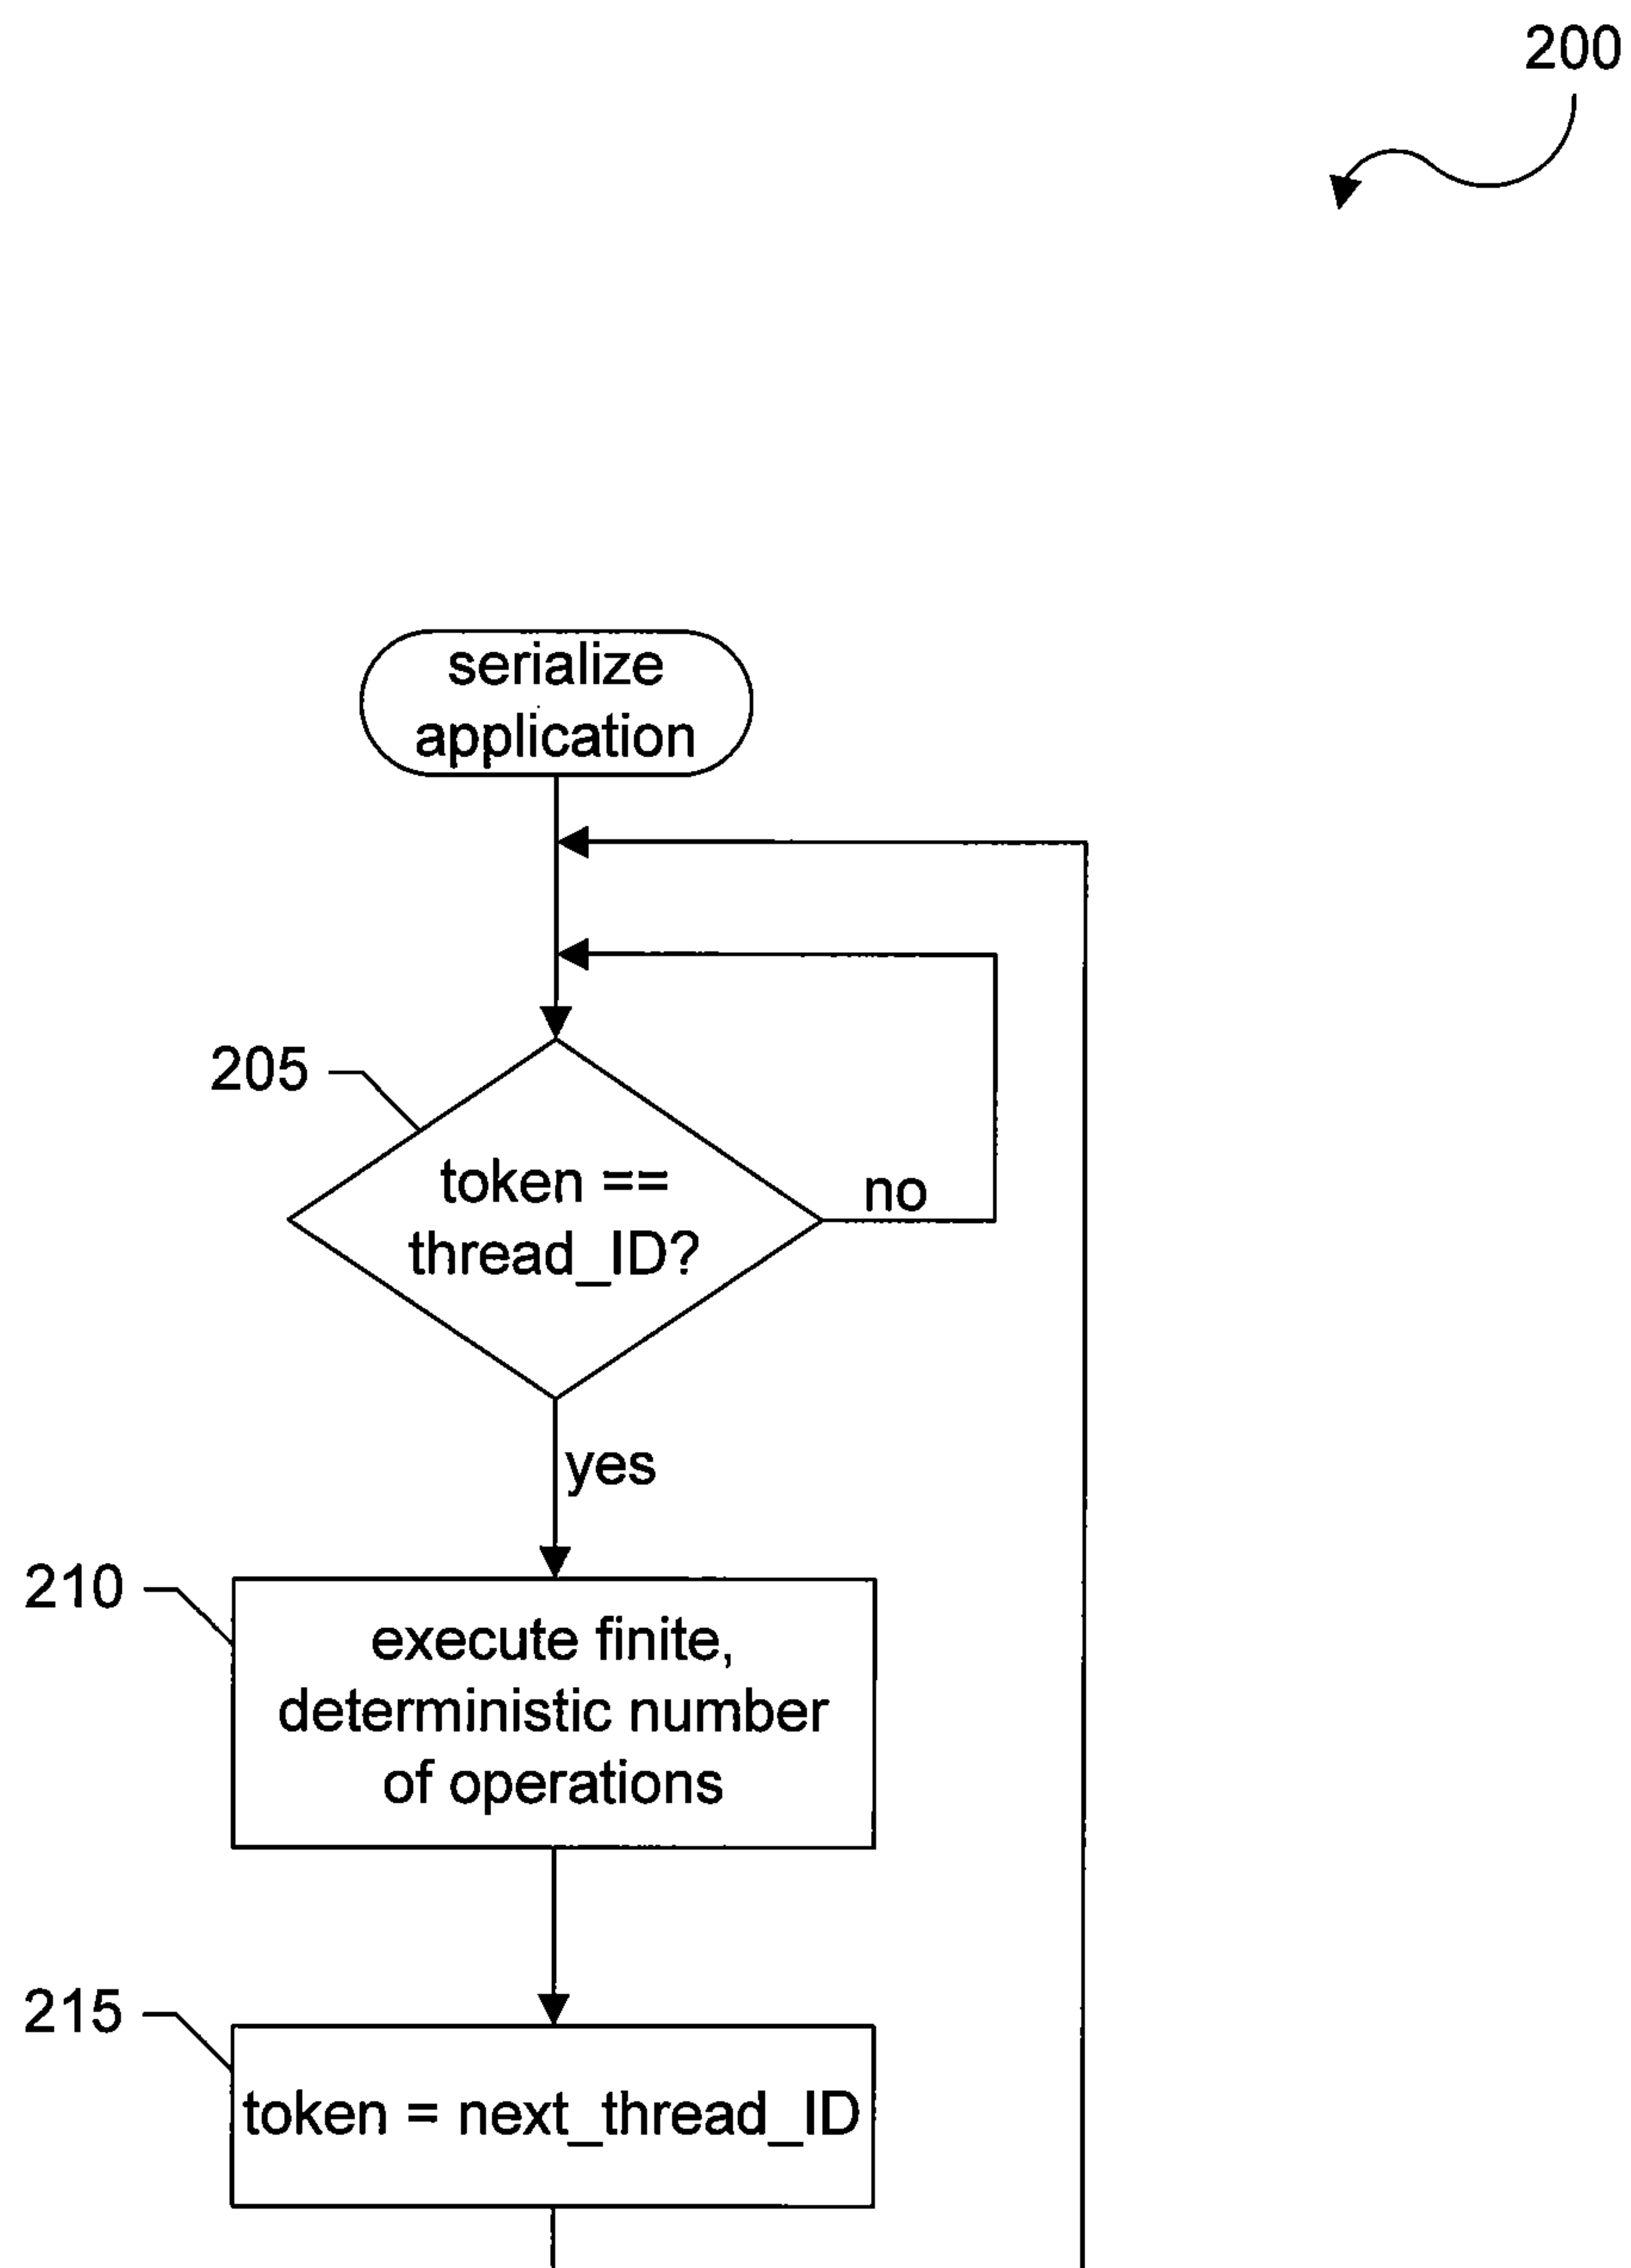 200
serialize
application
205
token ==
thread_ID?
no
yes
210
execute finite,
deterministic number
of operations
215
token = next_thread_ID